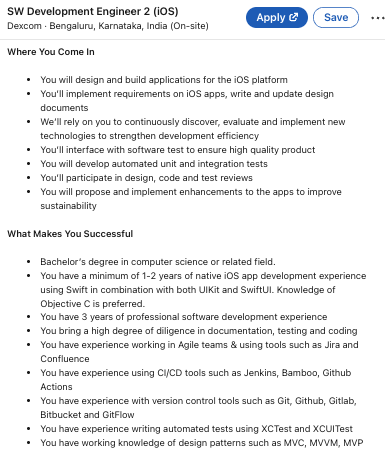 SW Development Engineer 2 (iOS)
Dexcom · Bengaluru, Karnataka, India (On-site)
Apply
Save
Where You Come In
• You will design and build applications for the iOS platform
• You'll implement requirements on iOS apps, write and update design
documents
• We'll rely on you to continuously discover, evaluate and implement new
technologies to strengthen development efficiency
• You'll interface with software test to ensure high quality product
• You will develop automated unit and integration tests
• You'll participate in design, code and test reviews
• You will propose and implement enhancements to the apps to improve
sustainability
What Makes You Successful
• Bachelor's degree in computer science or related field.
• You have a minimum of 1-2 years of native iOS app development experience
using Swift in combination with both UIKit and SwiftUI. Knowledge of
Objective C is preferred.
• You have 3 years of professional software development experience
• You bring a high degree of diligence in documentation, testing and coding
• You have experience working in Agile teams & using tools such as Jira and
Confluence
• You have experience using CI/CD tools such as Jenkins, Bamboo, Github
Actions
• You have experience with version control tools such as Git, Github, Gitlab,
Bitbucket and GitFlow
• You have experience writing automated tests using XCTest and XCUITest
• You have working knowledge of design patterns such as MVC, MVVM, MVP